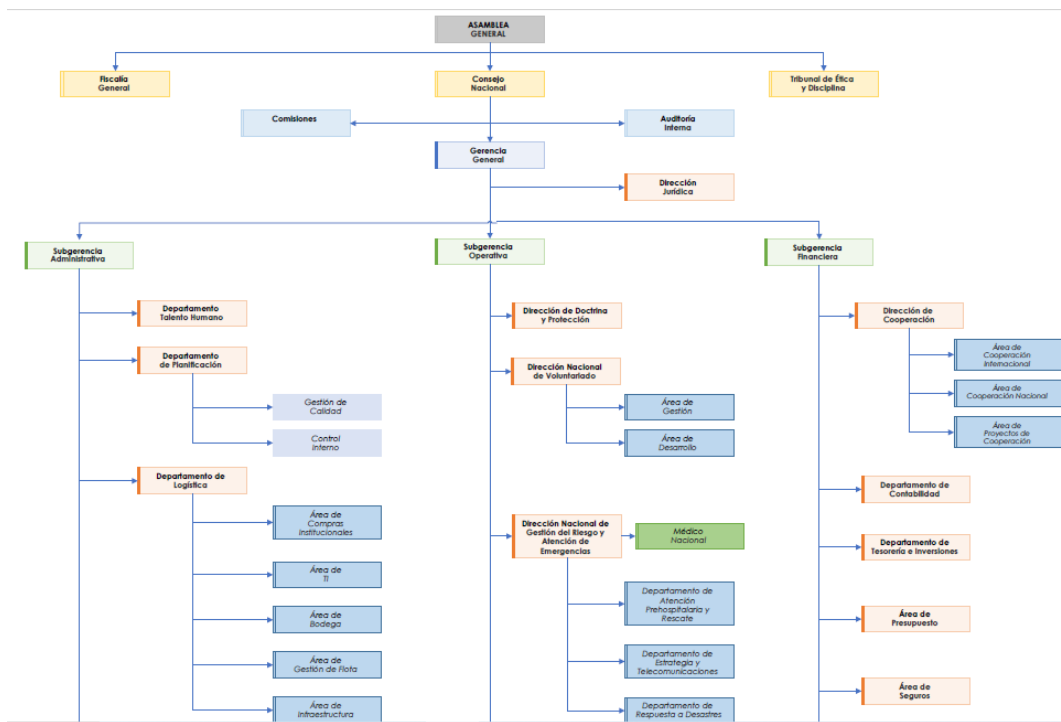 ASAMBLEA
GENERAL
Fiscalía
General
Consejo
Nacional
Tribunal de Ética
y Disciplina
Comisiones
Auditoría
Interna
Gerencia
General
Dirección
Jurídica
Subgerencia
Administrativa
Subgerencia
Operativa
Subgerencia
Financiera
Departamento
Talento Humano
Departamento
de Planificación
Gestión de
Calidad
Control
Interno
Departamento de
Logística
Área de
Compras
Institucionales
Área de
TI
Área de
Bodega
Área de
Gestión de Flota
Área de
Infraestructura
Dirección de Doctrina
y Protección
Dirección Nacional
de Voluntariado
Área de
Gestión
Área de
Desarrollo
Dirección Nacional de
Gestión del Riesgo y
Atención de
Emergencias
Médico
Nacional
Departamento de
Atención
Prehospitalaria y
Rescate
Departamento de
Estrategia y
Telecomunicaciones
Departamento de
Respuesta a Desastres
Dirección de
Cooperación
Área de
Cooperación
Internacional
Área de
Cooperación Nacional
Área de
Proyectos de
Cooperación
Departamento de
Contabilidad
Departamento de
Tesorería e Inversiones
Área de
Presupuesto
Área de
Seguros